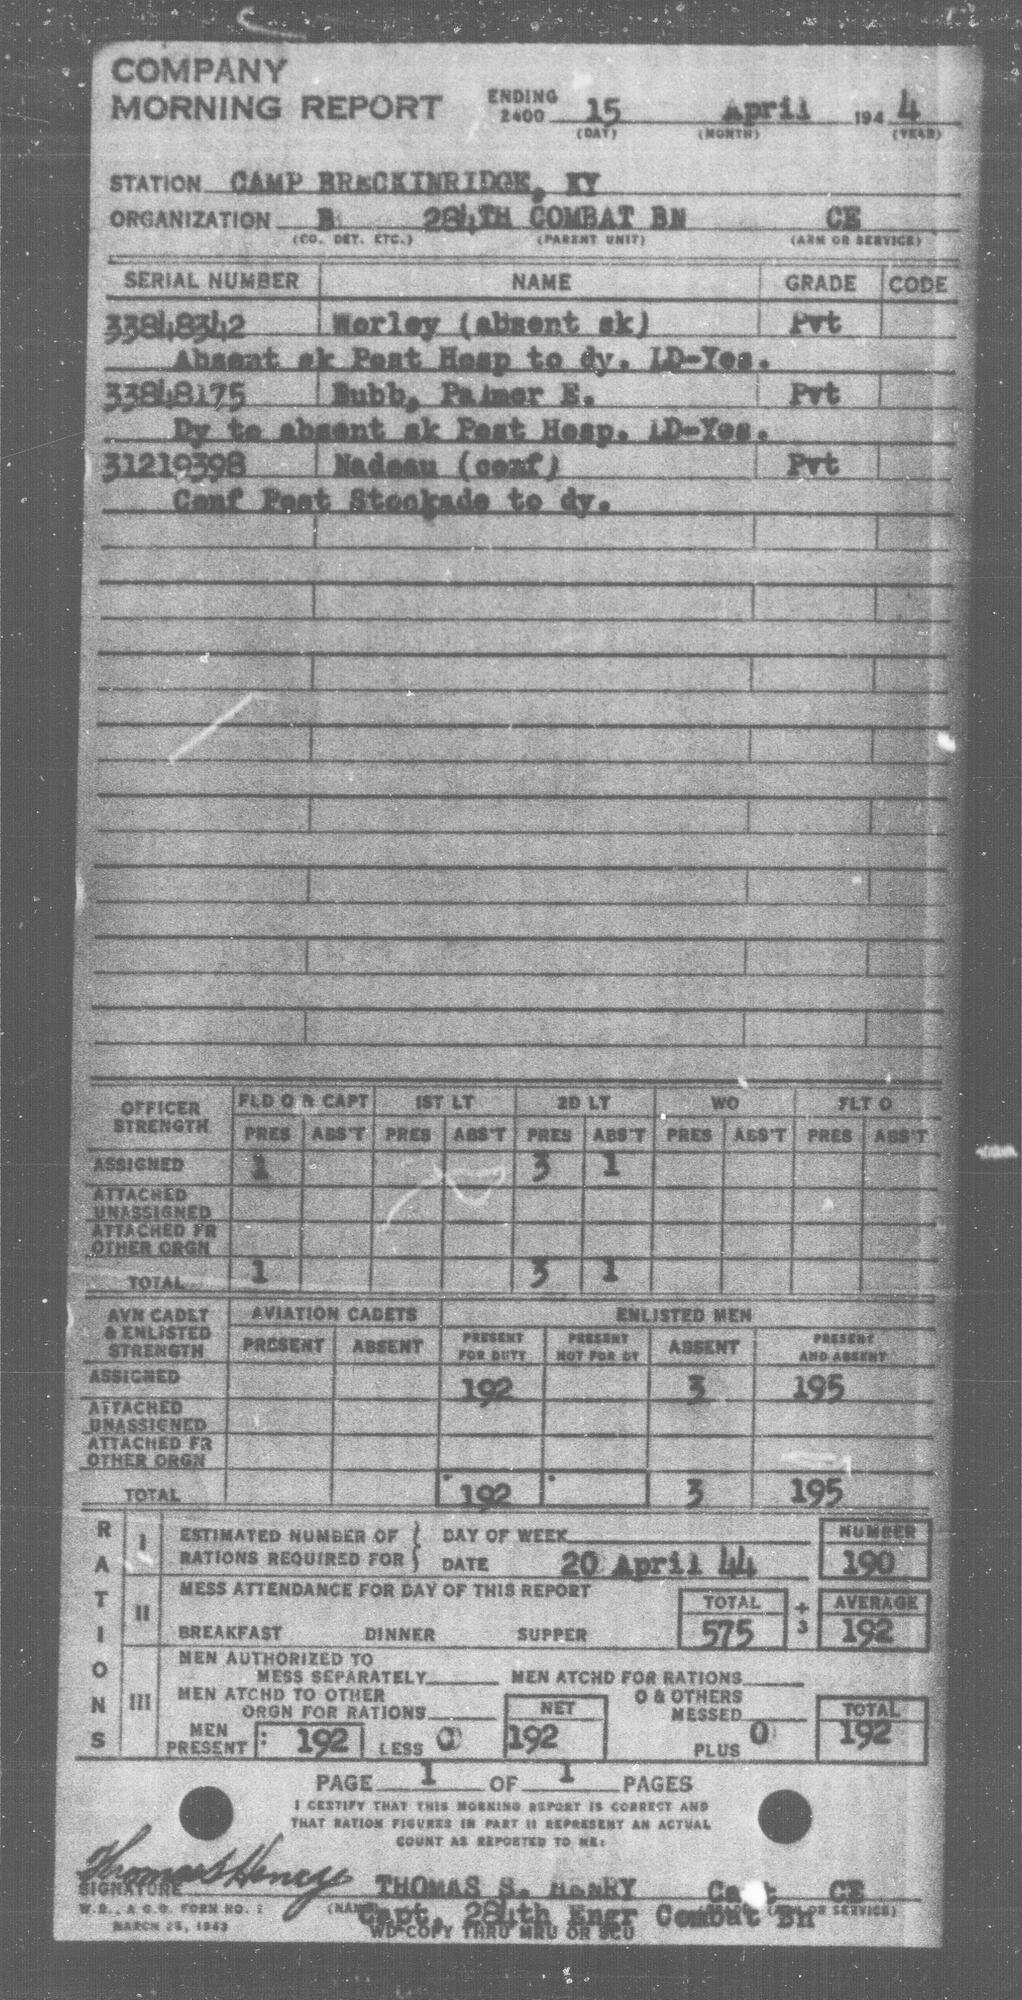 COMPANY
MORNING REPORT ENDING 2400 15 April 194 4
(DAY) (MONTH) (YEAR)
STATION CAMP BRECKINRIDGE, KY
ORGANIZATION B 284TH COMBAT BN CE
(CO. DET. ETC.) (PARENT UNIT) (ARM OR SERVICE)
SERIAL NUMBER NAME GRADE CODE
33848342 Worley (absent sk) Pvt
Absent sk Post Hosp to dy. LD-Yes.
33848175 Bubb, Palmer E. Pvt
Dy to absent sk Post Hosp. LD-Yes.
31219398 Nadeau (conf) Pvt
Conf Post Stockade to dy.
OFFICER STRENGTH FLD O & CAPT 1ST LT 2D LT WO FLT O
PRES ABS'T PRES ABS'T PRES ABS'T PRES ABS'T PRES ABS'T
ASSIGNED 1 3 1
ATTACHED UNASSIGNED
ATTACHED FR OTHER ORGN
TOTAL 1 3 1
AVN CADET & ENLISTED STRENGTH AVIATION CADETS ENLISTED MEN
PRESENT ABSENT PRESENT FOR DUTY PRESENT NOT FOR DY ABSENT PRESENT AND ABSENT
ASSIGNED 192 3 195
ATTACHED UNASSIGNED
ATTACHED FR OTHER ORGN
TOTAL 192 3 195
RATIONS
I ESTIMATED NUMBER OF RATIONS REQUIRED FOR DAY OF WEEK NUMBER
DATE 20 April 44 190
II MESS ATTENDANCE FOR DAY OF THIS REPORT TOTAL ÷ 3 AVERAGE
BREAKFAST DINNER SUPPER 575 192
III MEN AUTHORIZED TO MESS SEPARATELY MEN ATCHD FOR RATIONS
MEN ATCHD TO OTHER ORGN FOR RATIONS NET O & OTHERS MESSED TOTAL
MEN PRESENT 192 LESS 0 192 PLUS 0 192
PAGE 1 OF 1 PAGES
I CERTIFY THAT THIS MORNING REPORT IS CORRECT AND
THAT RATION FIGURES IN PART II REPRESENT AN ACTUAL
COUNT AS REPORTED TO ME:
Thomas S Henry
SIGNATURE THOMAS S. HENRY Capt CE
W.D., A.G.O. FORM NO. 1 (NAME) (ARM OR SERVICE)
Capt, 284th Engr Combat Bn
MARCH 25, 1943 WD COPY THRU MRU OR SCU